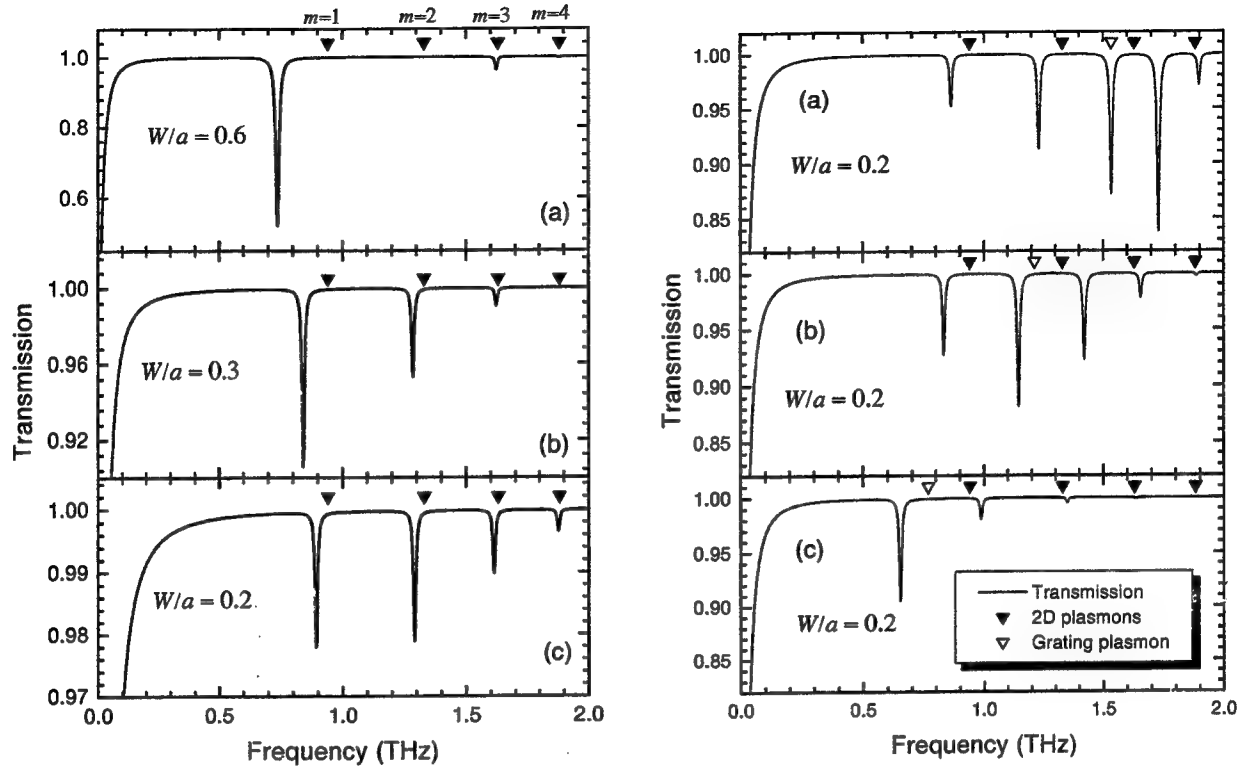 m=1 m=2 m=3 m=4
1.0
0.8
0.6
W/a = 0.6
(a)
1.00
0.96
0.92
W/a = 0.3
(b)
1.00
0.99
0.98
0.97
W/a = 0.2
(c)
Transmission
0.0 0.5 1.0 1.5 2.0
Frequency (THz)
1.00
0.95
0.90
0.85
(a)
W/a = 0.2
1.00
0.95
0.90
0.85
(b)
W/a = 0.2
1.00
0.95
0.90
0.85
(c)
W/a = 0.2
Transmission
2D plasmons
Grating plasmon
Transmission
0.0 0.5 1.0 1.5 2.0
Frequency (THz)